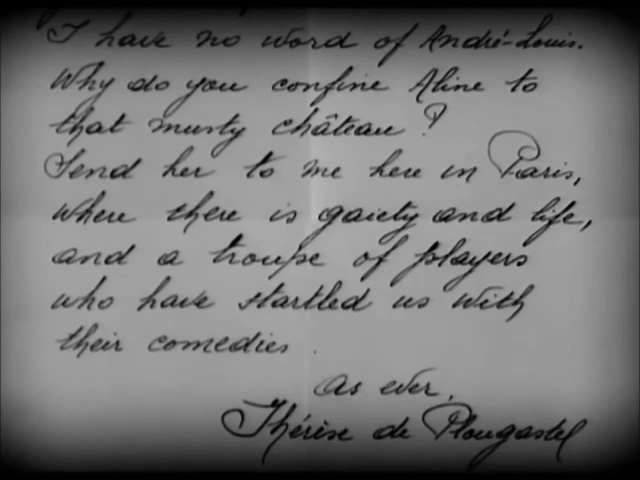 I have no word of André-Louis.
Why do you confine Aline to
that musty château?
Send her to me here in Paris,
where there is gaiety and life,
and a troupe of players
who have startled us with
their comedies.
As ever,
Thérèse de Plougastel